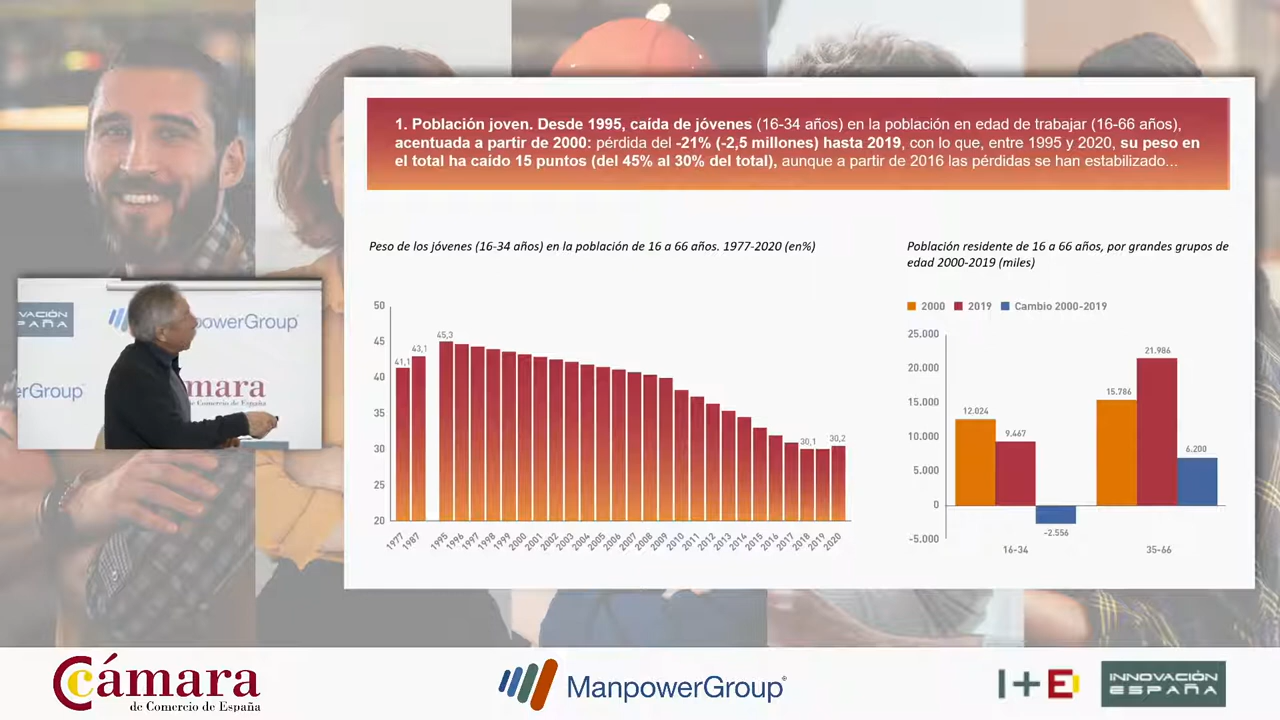 1. Población joven. Desde 1995, caída de jóvenes (16-34 años) en la población en edad de trabajar (16-66 años),
acentuada a partir de 2000: pérdida del -21% (-2,5 millones) hasta 2019, con lo que, entre 1995 y 2020, su peso en
el total ha caído 15 puntos (del 45% al 30% del total), aunque a partir de 2016 las pérdidas se han estabilizado...
Peso de los jóvenes (16-34 años) en la población de 16 a 66 años. 1977-2020 (en%)
50
45
40
35
30
25
20
41,1
43,1
45,3
30,1
30,2
1977 1987 1995 1996 1997 1998 1999 2000 2001 2002 2003 2004 2005 2006 2007 2008 2009 2010 2011 2012 2013 2014 2015 2016 2017 2018 2019 2020
Población residente de 16 a 66 años, por grandes grupos de
edad 2000-2019 (miles)
2000 2019 Cambio 2000-2019
25.000
20.000
15.000
10.000
5.000
0
-5.000
12.024
9.467
-2.556
15.786
21.986
6.200
16-34
35-66
VACIÓN
PAÑA
npowerGroup
erGroup
mara
de Comercio de España
Cámara
de Comercio de España
ManpowerGroup
I+E
INNOVACIÓN
ESPAÑA